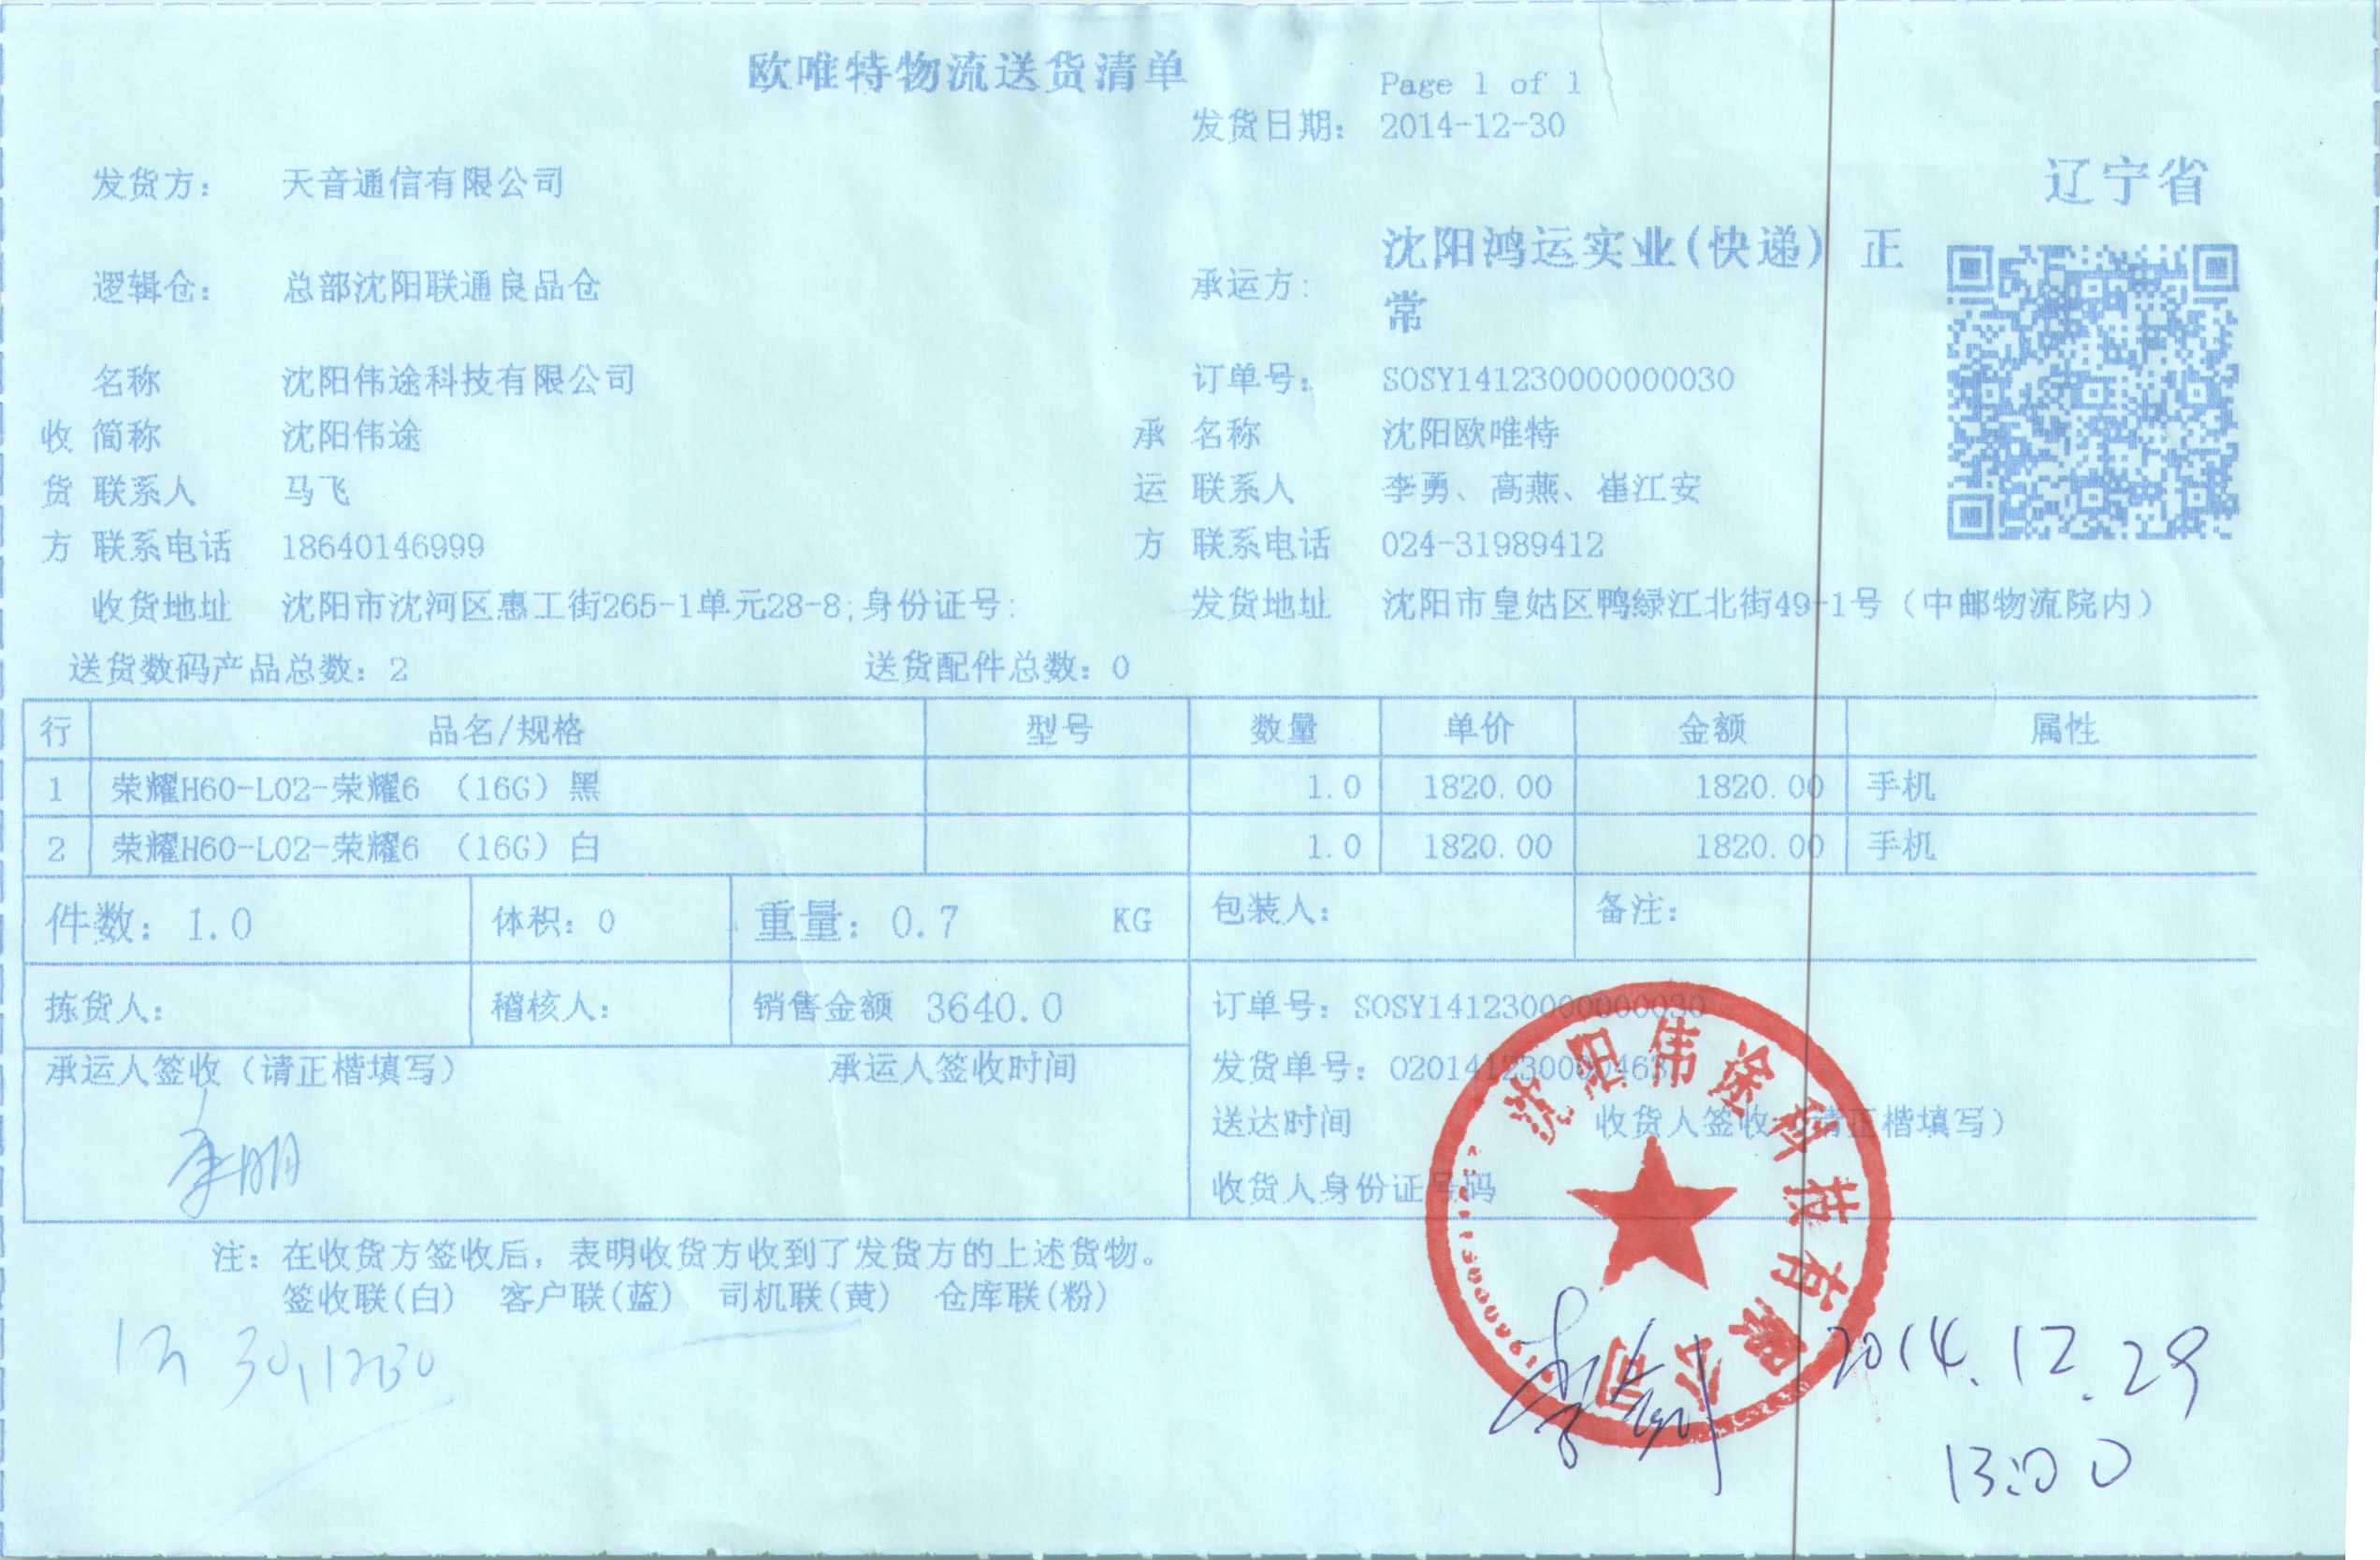 欧唯特物流送货清单
Page 1 of 1
发货日期： 2014-12-30
辽宁省
发货方： 天音通信有限公司
逻辑仓： 总部沈阳联通良品仓
承运方： 沈阳鸿运实业(快递) 正常
名称 沈阳伟途科技有限公司 订单号： SOSY141230000000030
收 简称 沈阳伟途 承 名称 沈阳欧唯特
货 联系人 马飞 运 联系人 李勇、高燕、崔江安
方 联系电话 18640146999 方 联系电话 024-31989412
收货地址 沈阳市沈河区惠工街265-1单元28-8;身份证号: 发货地址 沈阳市皇姑区鸭绿江北街49-1号（中邮物流院内）
送货数码产品总数：2 送货配件总数：0
行 品名/规格 型号 数量 单价 金额 属性
1 荣耀H60-L02-荣耀6 （16G）黑 1.0 1820.00 1820.00 手机
2 荣耀H60-L02-荣耀6 （16G）白 1.0 1820.00 1820.00 手机
件数：1.0 体积：0 重量：0.7 KG 包装人： 备注：
拣货人： 稽核人： 销售金额 3640.0 订单号：SOSY141230000000030
承运人签收（请正楷填写） 承运人签收时间 发货单号：O20141230000463
送达时间 收货人签收（请正楷填写）
收货人身份证号码
沈阳伟途科技有限公司
注：在收货方签收后，表明收货方收到了发货方的上述货物。
签收联(白) 客户联(蓝) 司机联(黄) 仓库联(粉)
2014.12.29
13:00